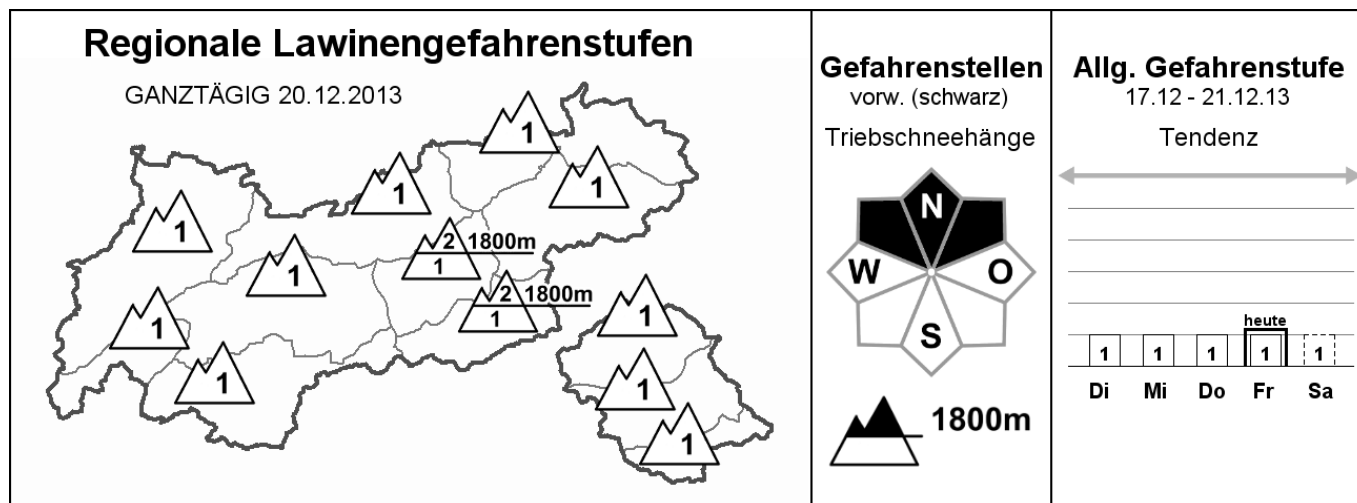 Regionale Lawinengefahrenstufen
GANZTÄGIG 20.12.2013
1
1
1
1
1
2 1800m
1
1
2 1800m
1
1
1
1
1
1
Gefahrenstellen
vorw. (schwarz)
Triebschneehänge
N
W O
S
1800m
Allg. Gefahrenstufe
17.12 - 21.12.13
Tendenz
heute
1 1 1 1 1
Di Mi Do Fr Sa